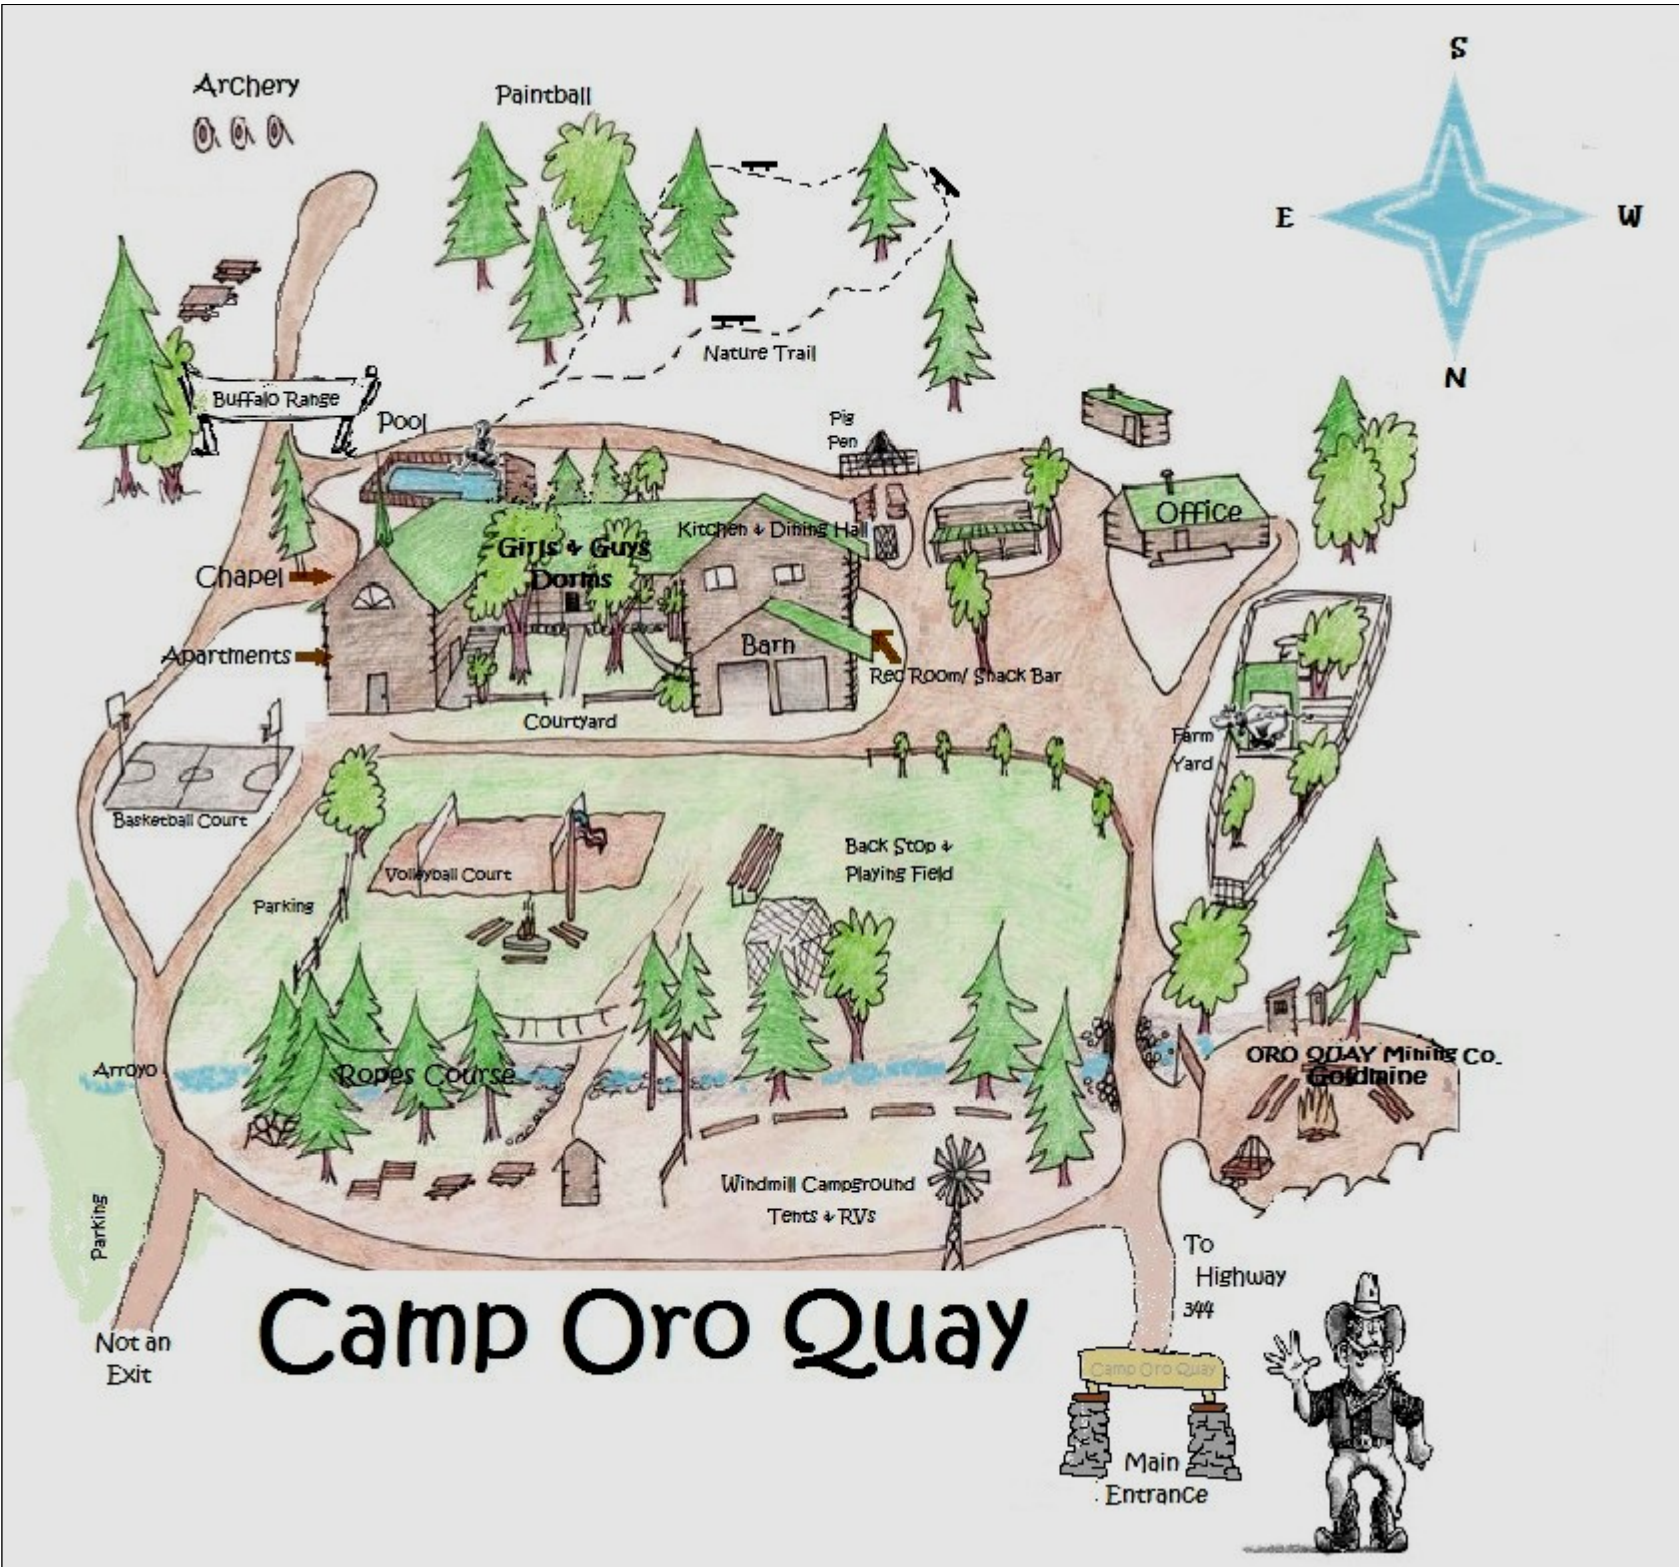 S
Archery
Paintball
E
W
N
Nature Trail
Buffalo Range
Pool
Pig
Pen
Office
Kitchen & Dining Hall
Girls & Guys
Dorms
Chapel
Apartments
Barn
Rec Room/ Snack Bar
Courtyard
Farm
Yard
Basketball Court
Back Stop &
Playing Field
Volleyball Court
Parking
ORO QUAY Mining Co.
Goldmine
Arroyo
Ropes Course
Windmill Campground
Tents & RVs
Parking
To
Highway
344
Camp Oro Quay
Not an
Exit
Camp Oro Quay
Main
Entrance